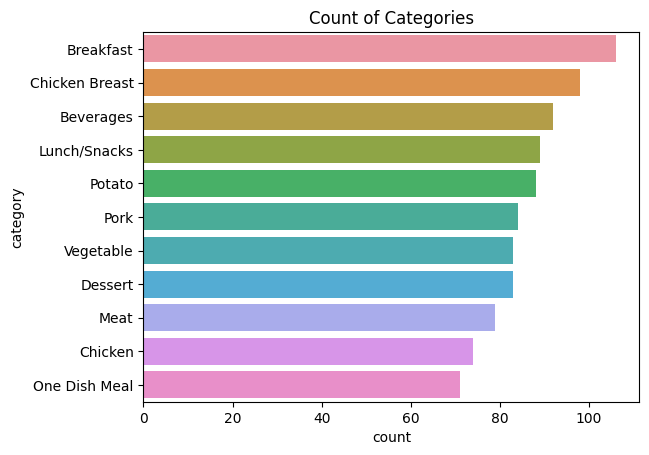 Count of Categories
Breakfast
Chicken Breast
Beverages
Lunch/Snacks
Potato
Pork
Vegetable
Dessert
Meat
Chicken
One Dish Meal
category
0 20 40 60 80 100
count